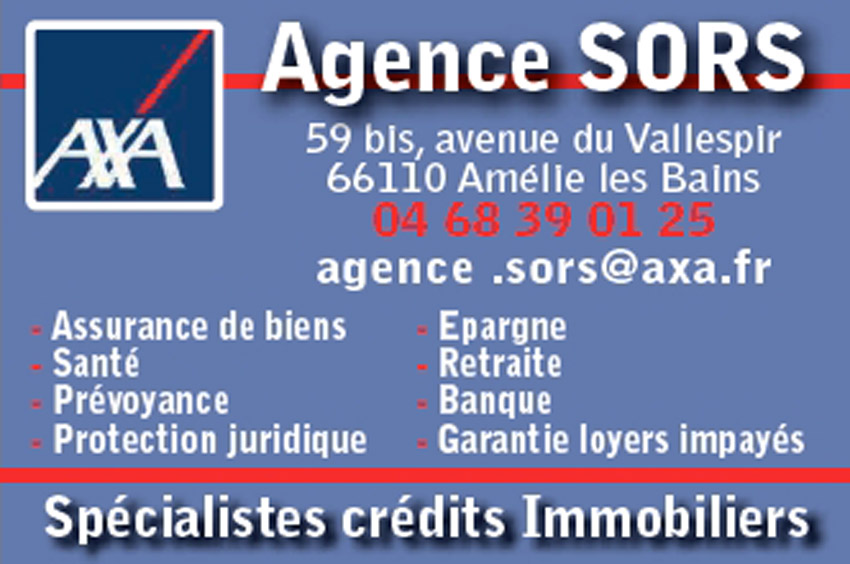 AXA
Agence SORS
59 bis, avenue du Vallespir
66110 Amélie les Bains
04 68 39 01 25
agence .sors@axa.fr
- Assurance de biens
- Santé
- Prévoyance
- Protection juridique
- Epargne
- Retraite
- Banque
- Garantie loyers impayés
Spécialistes crédits Immobiliers